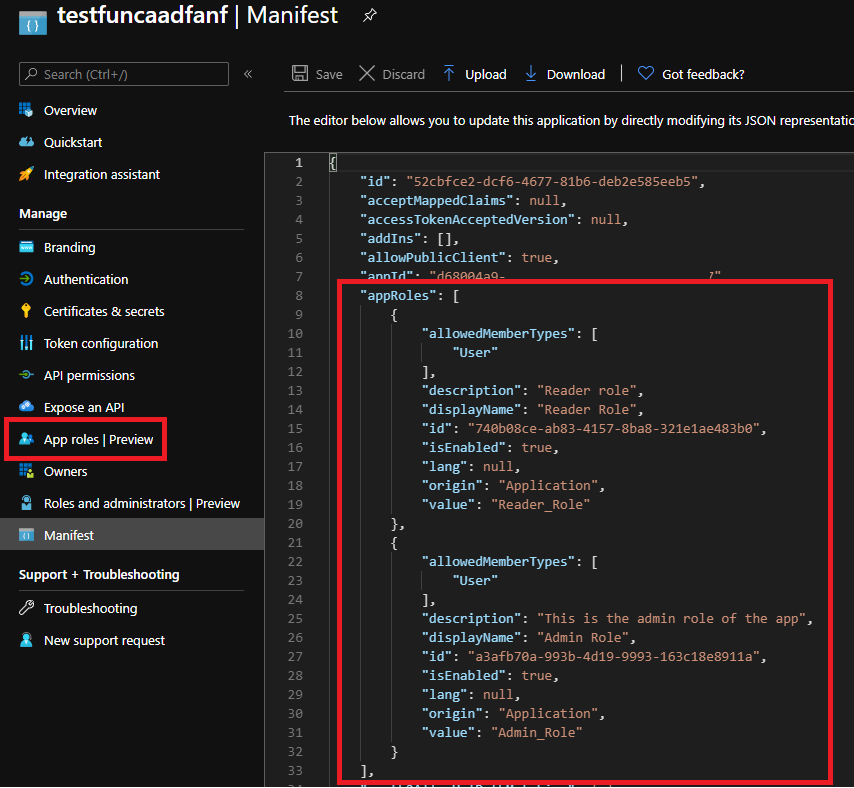 testfuncaadfanf | Manifest
Search (Ctrl+/)
«
Save
Discard
Upload
Download
Got feedback?
Overview
Quickstart
Integration assistant
Manage
Branding
Authentication
Certificates & secrets
Token configuration
API permissions
Expose an API
App roles | Preview
Owners
Roles and administrators | Preview
Manifest
Support + Troubleshooting
Troubleshooting
New support request
The editor below allows you to update this application by directly modifying its JSON representatio
1 {
2 "id": "52cbfce2-dcf6-4677-81b6-deb2e585eeb5",
3 "acceptMappedClaims": null,
4 "accessTokenAcceptedVersion": null,
5 "addIns": [],
6 "allowPublicClient": true,
7 "appId": "d68004a9-
8 "appRoles": [
9 {
10 "allowedMemberTypes": [
11 "User"
12 ],
13 "description": "Reader role",
14 "displayName": "Reader Role",
15 "id": "740b08ce-ab83-4157-8ba8-321e1ae483b0",
16 "isEnabled": true,
17 "lang": null,
18 "origin": "Application",
19 "value": "Reader_Role"
20 },
21 {
22 "allowedMemberTypes": [
23 "User"
24 ],
25 "description": "This is the admin role of the app",
26 "displayName": "Admin Role",
27 "id": "a3afb70a-993b-4d19-9993-163c18e8911a",
28 "isEnabled": true,
29 "lang": null,
30 "origin": "Application",
31 "value": "Admin_Role"
32 }
33 ],